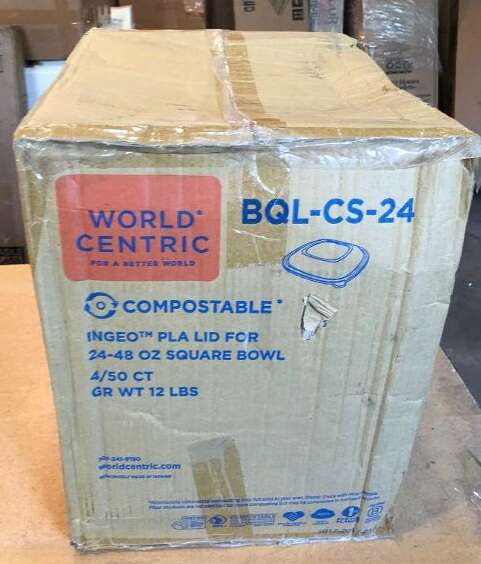 WORLD
CENTRIC
FOR A BETTER WORLD
BQL-CS-24
COMPOSTABLE
INGEO™ PLA LID FOR
24-48 OZ SQUARE BOWL
4/50 CT
GR WT 12 LBS
worldcentric.com